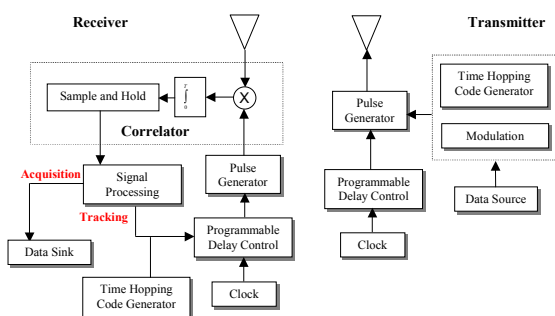 Receiver
Transmitter
Sample and Hold
T
∫
0
X
Correlator
Acquisition
Signal
Processing
Tracking
Pulse
Generator
Data Sink
Programmable
Delay Control
Time Hopping
Code Generator
Clock
Time Hopping
Code Generator
Pulse
Generator
Modulation
Programmable
Delay Control
Data Source
Clock